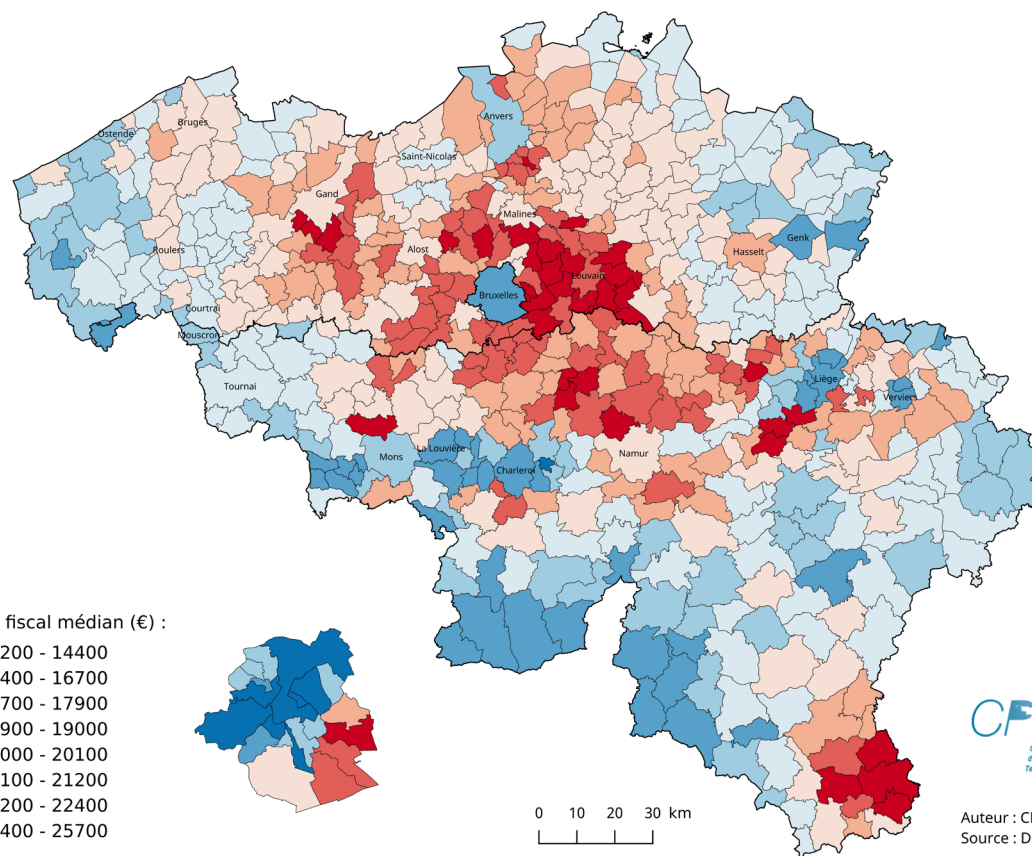 Anvers
Ostende
Bruges
Saint-Nicolas
Gand
Malines
Roulers
Alost
Genk
Hasselt
Louvain
Bruxelles
Courtrai
Mouscron
Tournai
Liège
Verviers
La Louvière
Mons
Charleroi
Namur
fiscal médian (€) :
200 - 14400
400 - 16700
700 - 17900
900 - 19000
000 - 20100
100 - 21200
200 - 22400
400 - 25700
0 10 20 30 km
CP
Auteur : C
Source : D